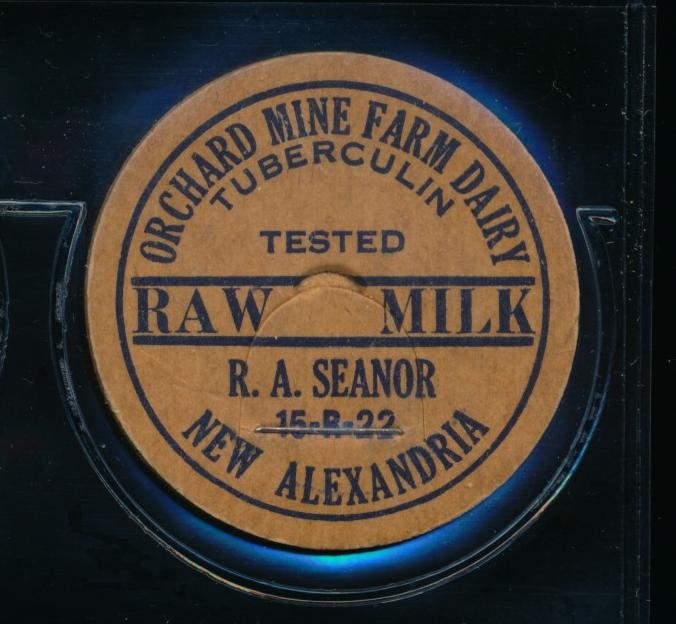 ORCHARD MINE FARM DAIRY
TUBERCULIN
TESTED
RAW MILK
R. A. SEANOR
15-R-22
NEW ALEXANDRIA